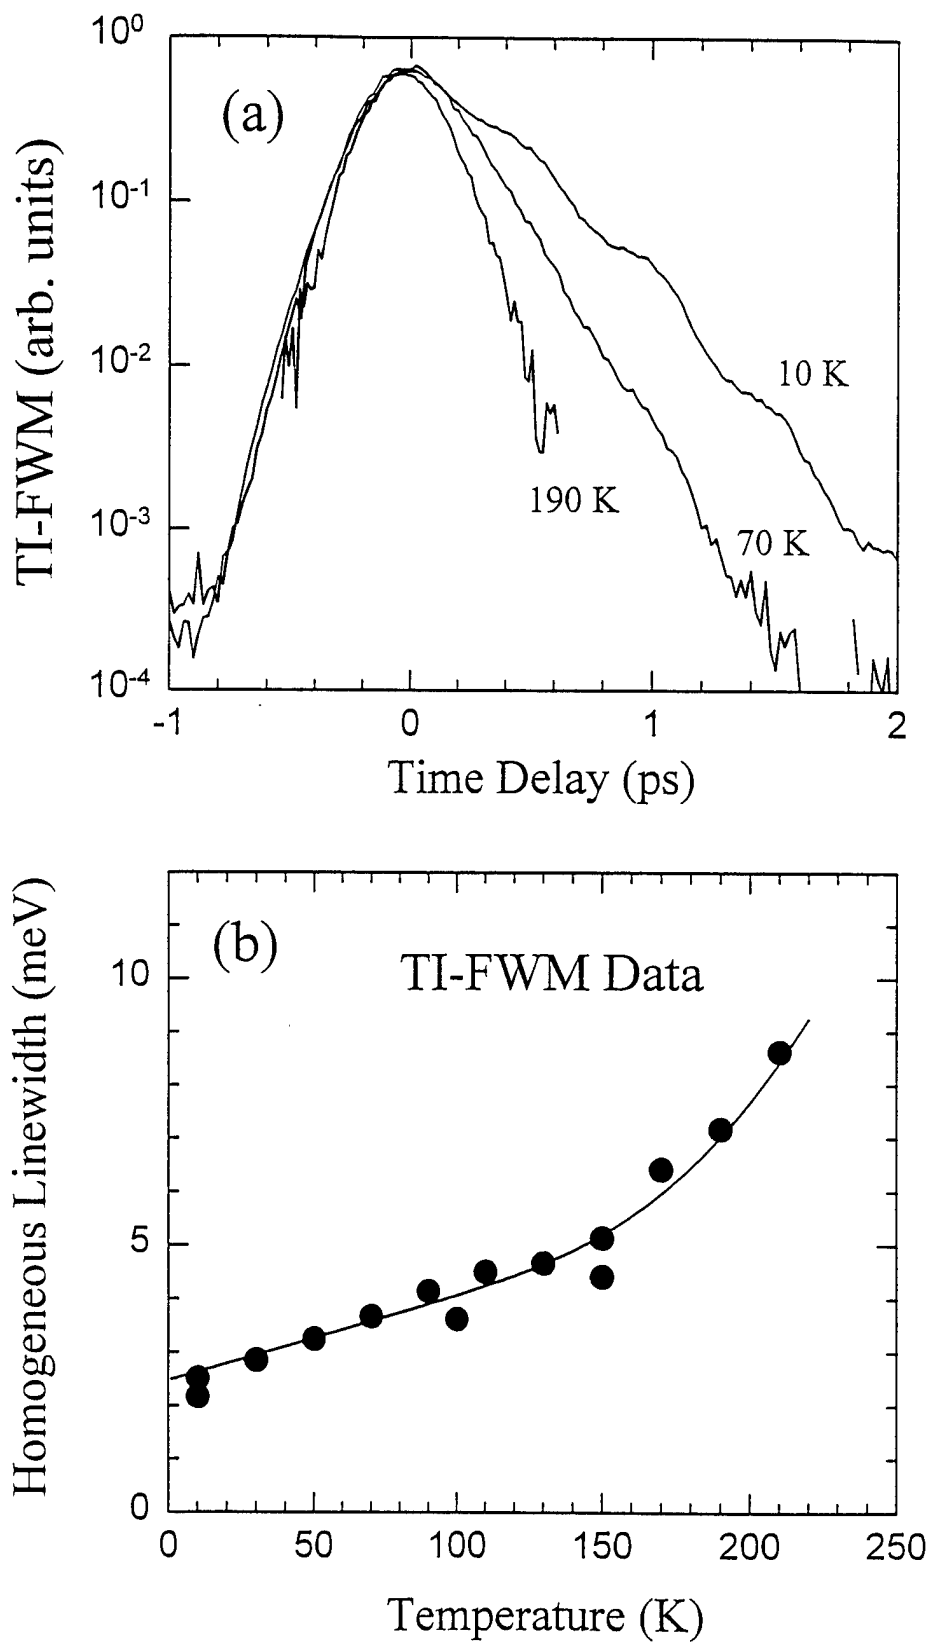 10⁰
(a)
10⁻¹
10⁻²
10⁻³
10⁻⁴
TI-FWM (arb. units)
10 K
190 K
70 K
-1 0 1 2
Time Delay (ps)
(b)
TI-FWM Data
10
5
0
Homogeneous Linewidth (meV)
0 50 100 150 200 250
Temperature (K)